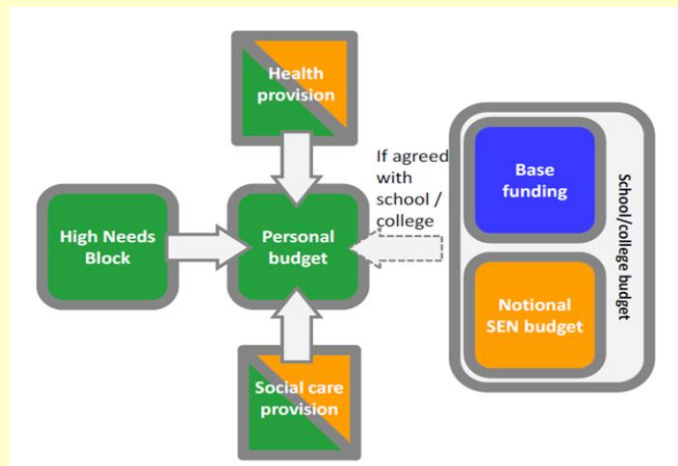 Health
provision
If agreed
with
school /
college
High Needs
Block
Personal
budget
Base
funding
Notional
SEN budget
School/college budget
Social care
provision